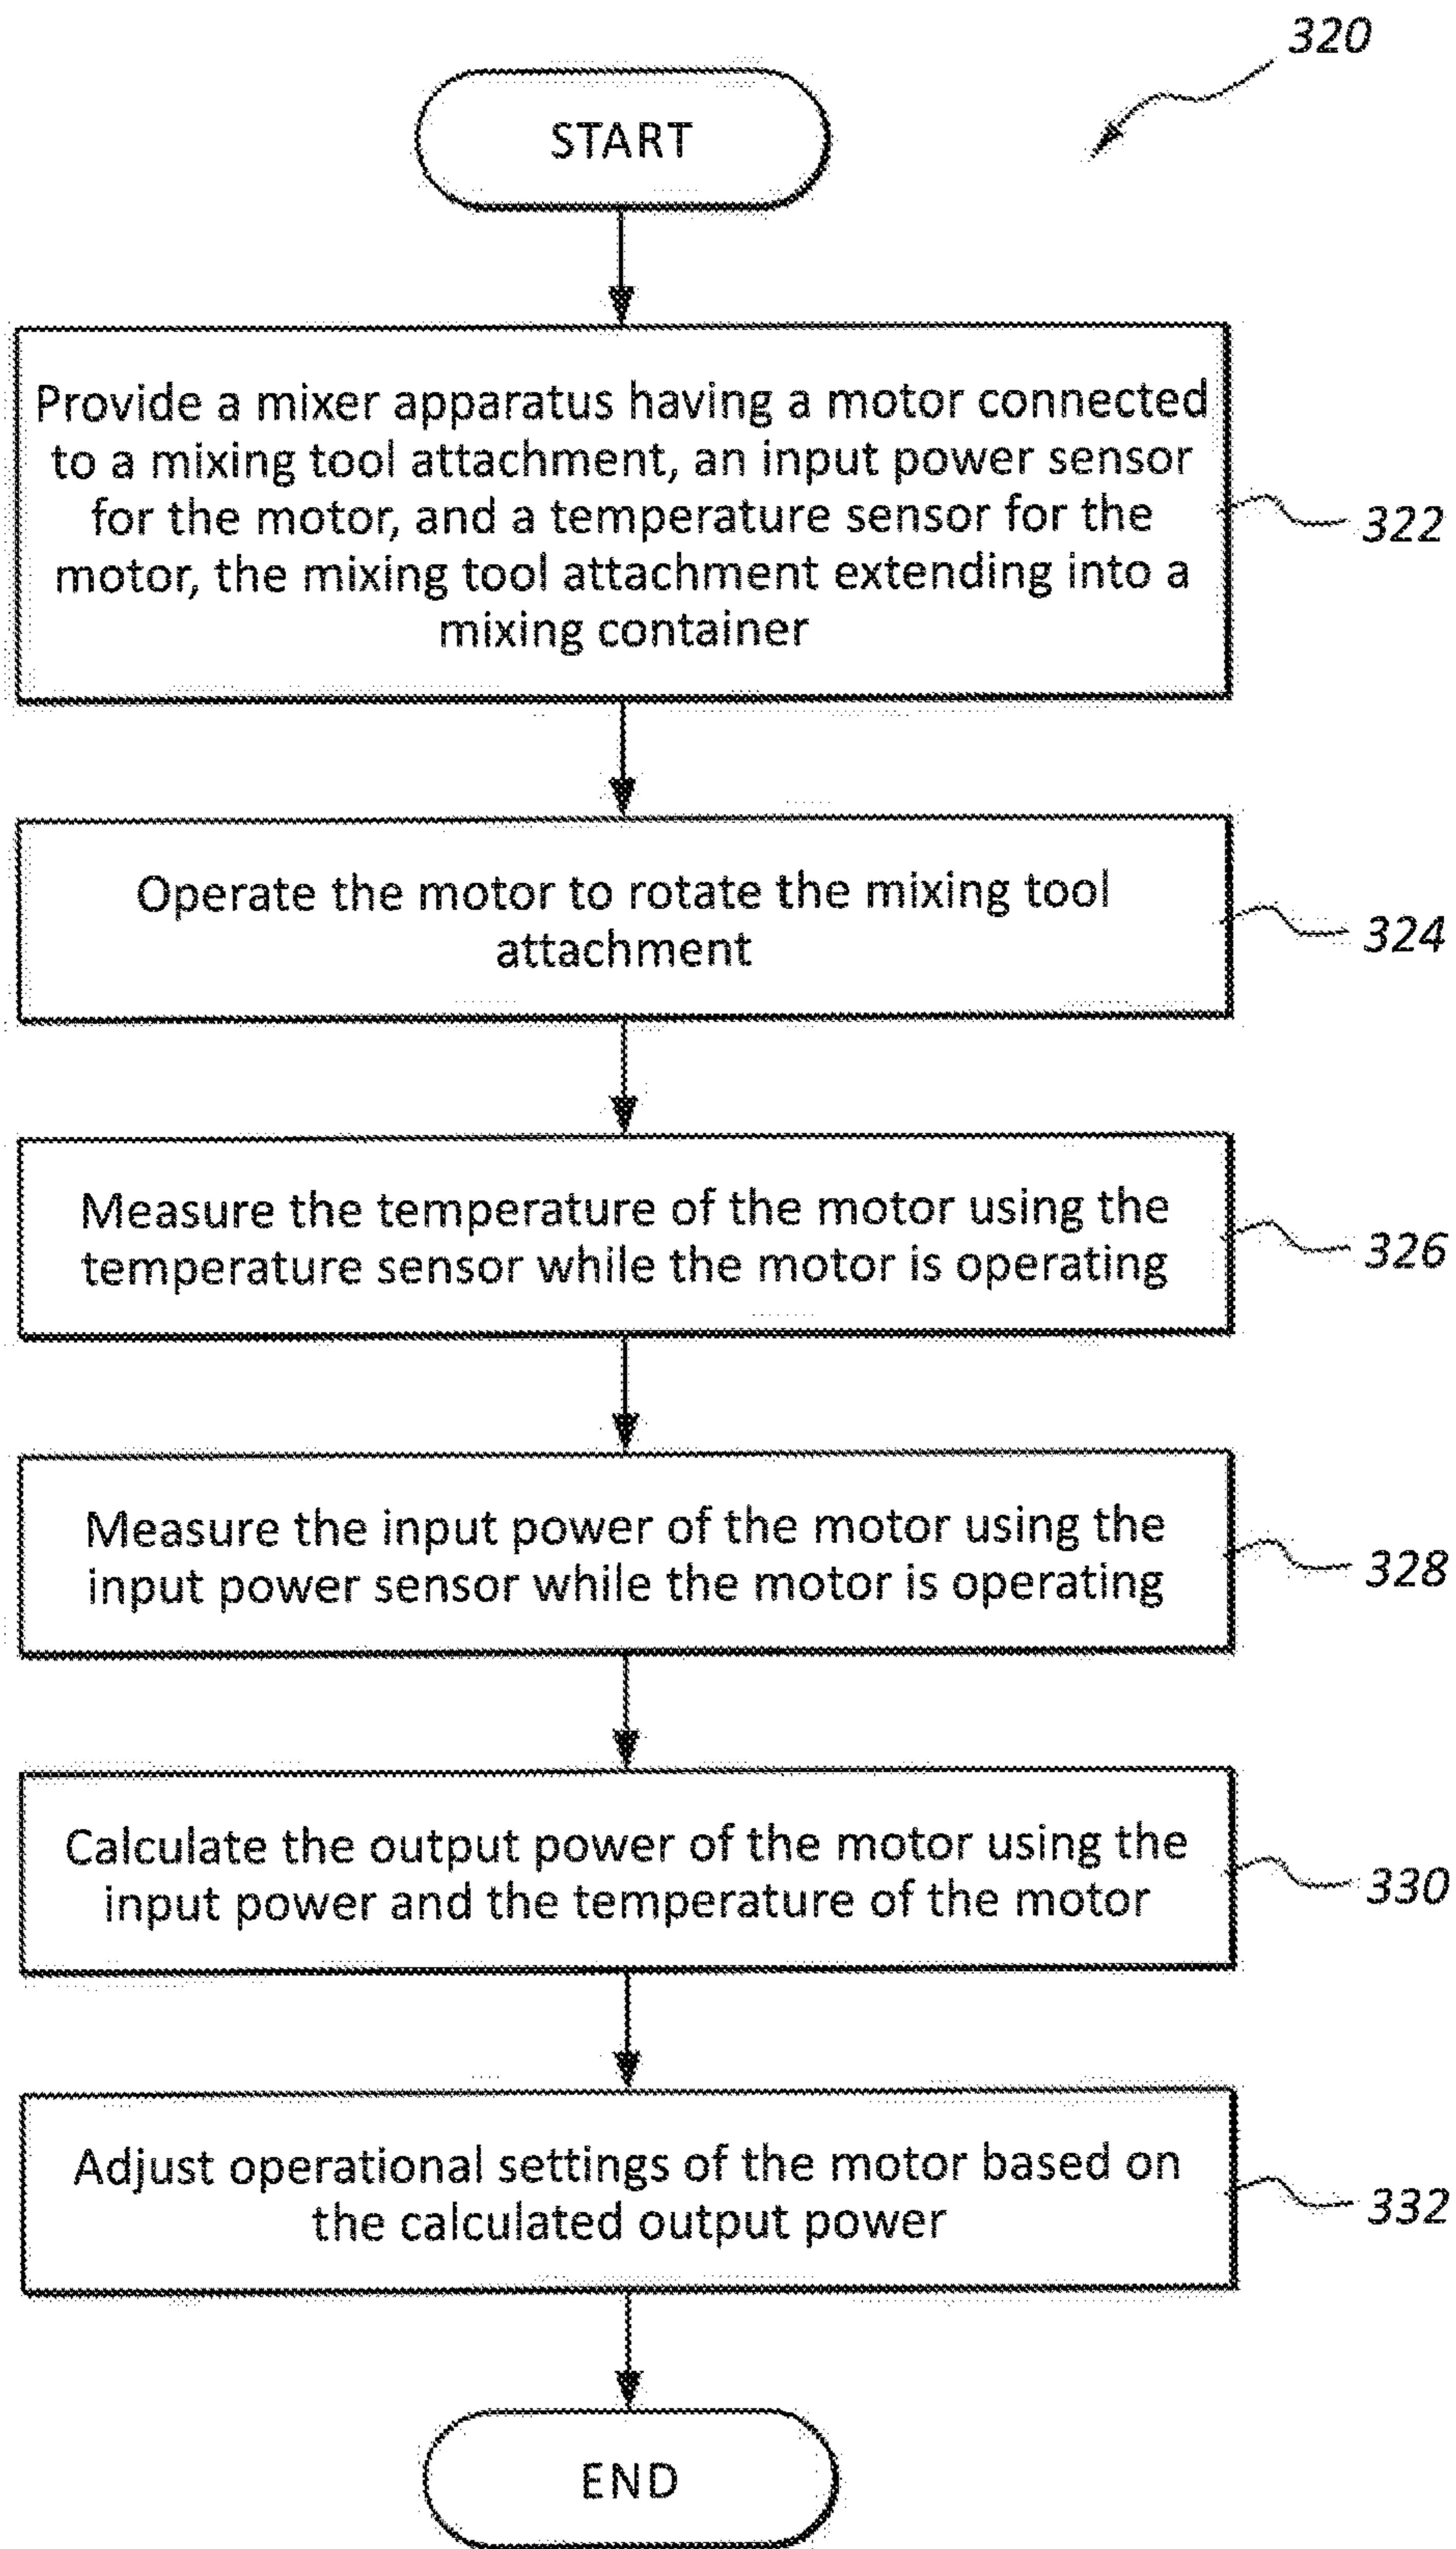 320
START
Provide a mixer apparatus having a motor connected
to a mixing tool attachment, an input power sensor
for the motor, and a temperature sensor for the
motor, the mixing tool attachment extending into a
mixing container
322
Operate the motor to rotate the mixing tool
attachment
324
Measure the temperature of the motor using the
temperature sensor while the motor is operating
326
Measure the input power of the motor using the
input power sensor while the motor is operating
328
Calculate the output power of the motor using the
input power and the temperature of the motor
330
Adjust operational settings of the motor based on
the calculated output power
332
END